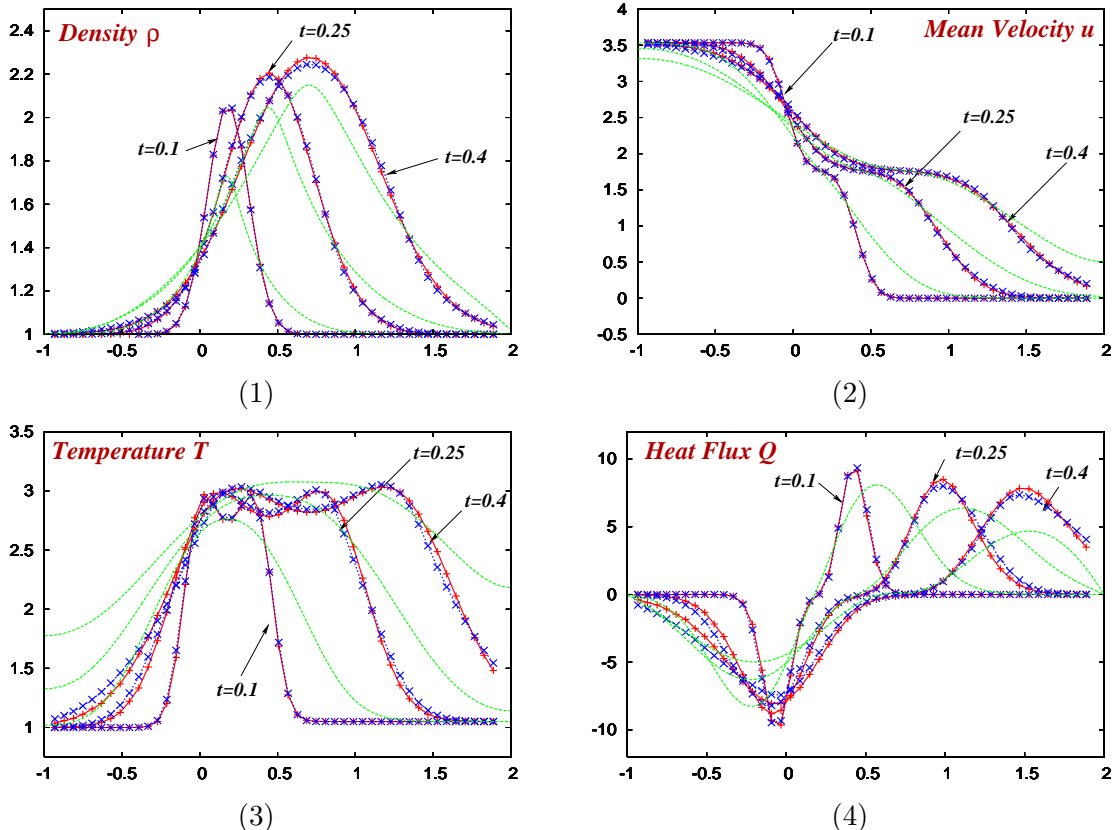 Density ρ
t=0.25
t=0.1
t=0.4
2.4
2.2
2
1.8
1.6
1.4
1.2
1
-1 -0.5 0 0.5 1 1.5 2
(1)
Mean Velocity u
t=0.1
t=0.25
t=0.4
4
3.5
3
2.5
2
1.5
1
0.5
0
-0.5
-1 -0.5 0 0.5 1 1.5 2
(2)
Temperature T
t=0.25
t=0.4
t=0.1
3.5
3
2.5
2
1.5
1
-1 -0.5 0 0.5 1 1.5 2
(3)
Heat Flux Q
t=0.25
t=0.1
t=0.4
10
5
0
-5
-10
-1 -0.5 0 0.5 1 1.5 2
(4)